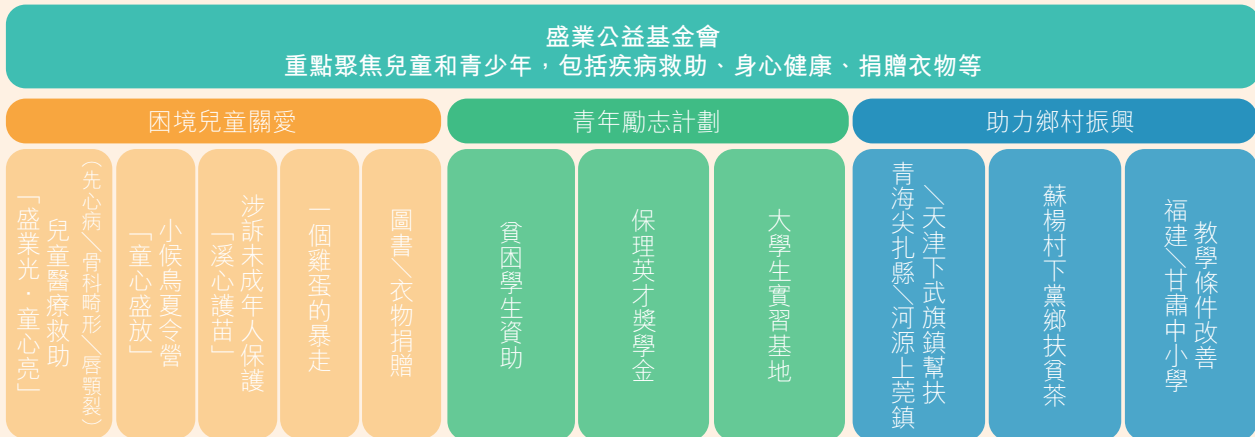 盛業公益基金會
重點聚焦兒童和青少年，包括疾病救助、身心健康、捐贈衣物等
困境兒童關愛
「盛業光·童心亮」
兒童醫療救助
（先心病＼骨科畸形＼唇顎裂）
「童心盛放」
小候鳥夏令營
「溪心護苗」
涉訴未成年人保護
一個雞蛋的暴走
圖書＼衣物捐贈
青年勵志計劃
貧困學生資助
保理英才獎學金
大學生實習基地
助力鄉村振興
青海尖扎縣＼河源上莞鎮
＼天津下武旗鎮幫扶
蘇楊村下黨鄉扶貧茶
福建＼甘肅中小學
教學條件改善